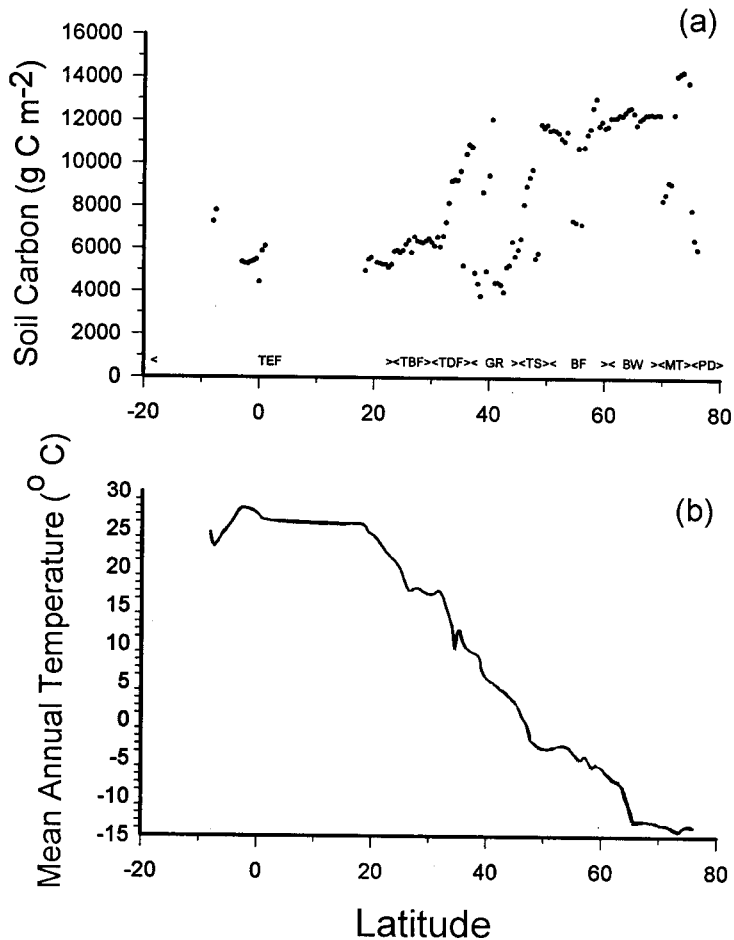 (a)
Soil Carbon (g C m-2)
16000
14000
12000
10000
8000
6000
4000
2000
0
< TEF ><TBF><TDF>< GR ><TS>< BF >< BW ><MT><PD>
-20 0 20 40 60 80
(b)
Mean Annual Temperature (o C)
30
25
20
15
10
5
0
-5
-10
-15
-20 0 20 40 60 80
Latitude